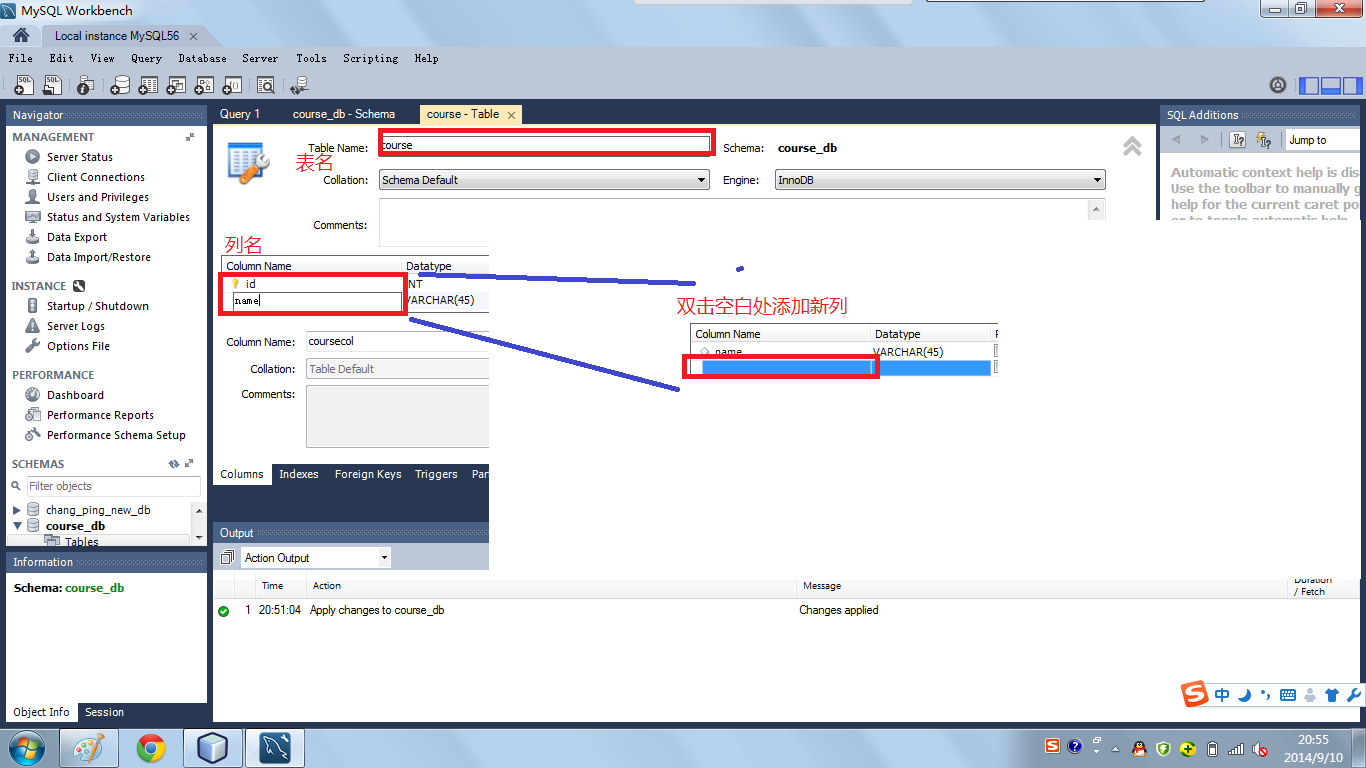 MySQL Workbench
Local instance MySQL56
File Edit View Query Database Server Tools Scripting Help
Navigator
MANAGEMENT
Server Status
Client Connections
Users and Privileges
Status and System Variables
Data Export
Data Import/Restore
INSTANCE
Startup / Shutdown
Server Logs
Options File
PERFORMANCE
Dashboard
Performance Reports
Performance Schema Setup
SCHEMAS
Filter objects
chang_ping_new_db
course_db
Tables
Information
Schema: course_db
Object Info Session
Query 1 course_db - Schema course - Table
Table Name: course Schema: course_db
表名
Collation: Schema Default Engine: InnoDB
Comments:
列名
Column Name Datatype
id INT
name VARCHAR(45)
Column Name: coursecol
Collation: Table Default
Comments:
双击空白处添加新列
Column Name Datatype
name VARCHAR(45)
Columns Indexes Foreign Keys Triggers Par
Output
Action Output
Time Action Message Duration / Fetch
1 20:51:04 Apply changes to course_db Changes applied
SQL Additions
Jump to
Automatic context help is dis
Use the toolbar to manually g
help for the current caret pos
or to toggle automatic help
中
20:55
2014/9/10